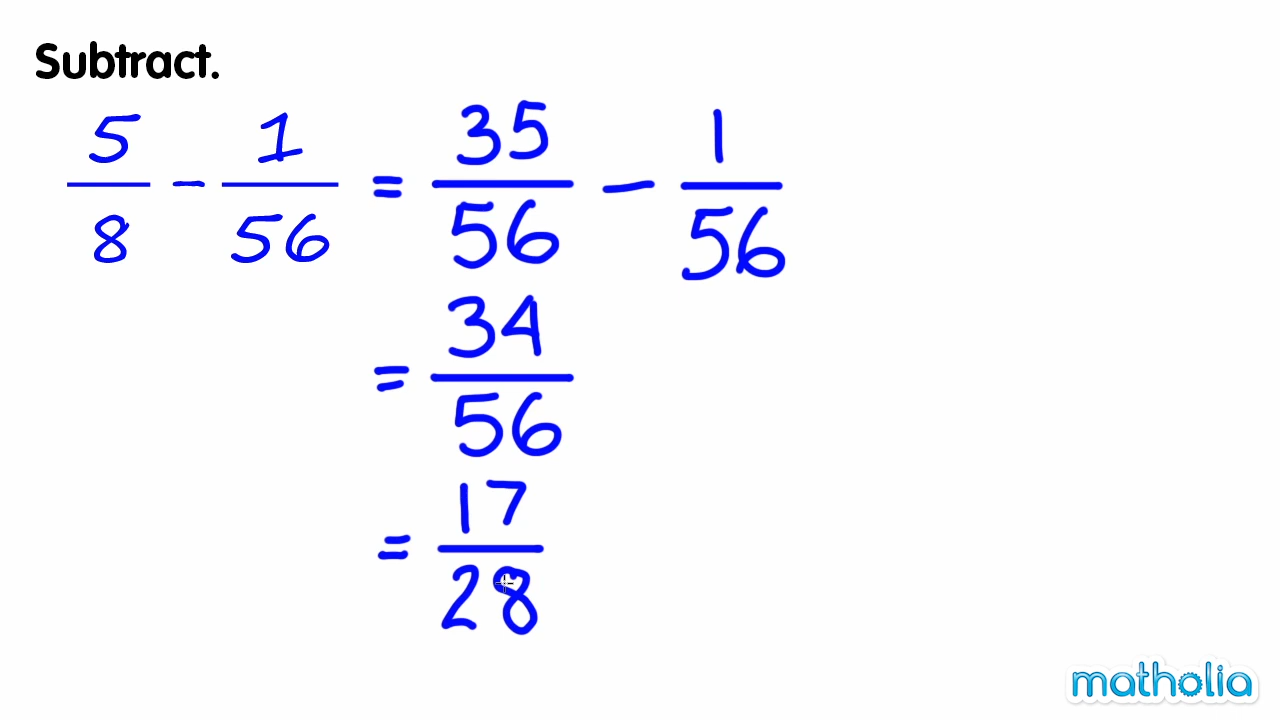 Subtract.
5/8 - 1/56 = 35/56 - 1/56
= 34/56
= 17/28
matholia